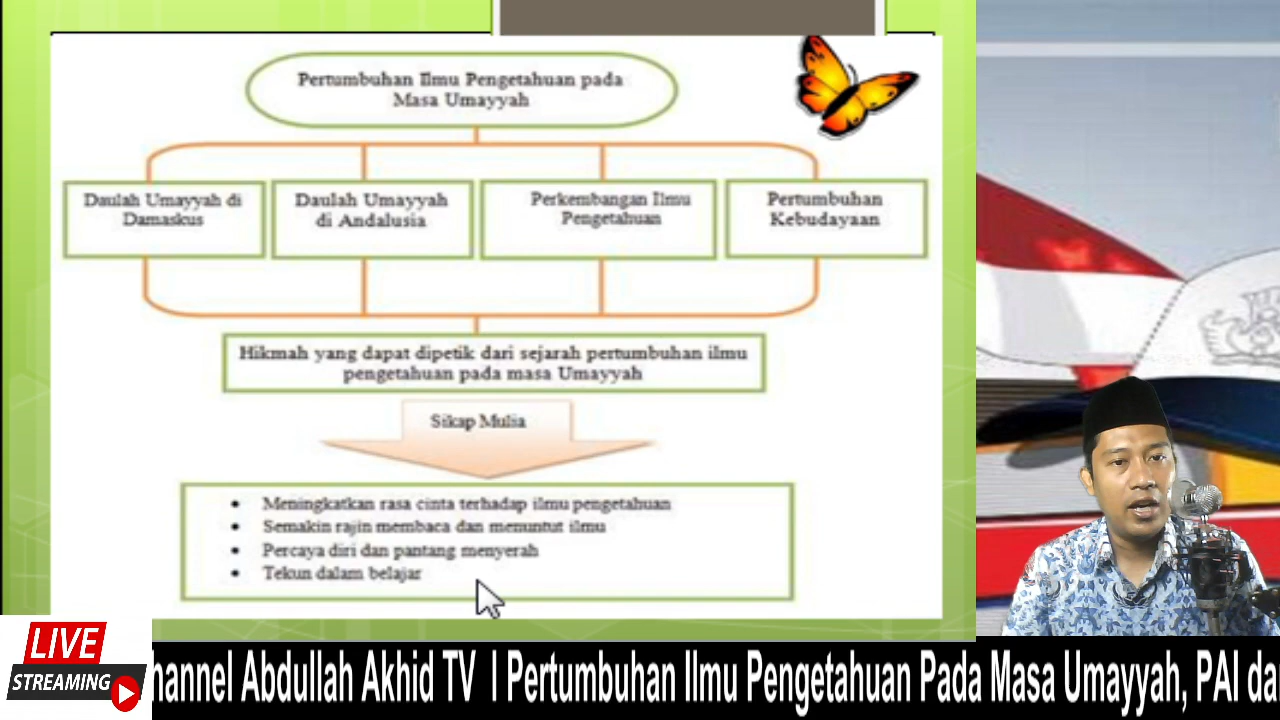 Pertumbuhan Ilmu Pengetahuan pada
Masa Umayyah
Daulah Umayyah di
Damaskus
Daulah Umayyah
di Andalusia
Perkembangan Ilmu
Pengetahuan
Pertumbuhan
Kebudayaan
Hikmah yang dapat dipetik dari sejarah pertumbuhan ilmu
pengetahuan pada masa Umayyah
Sikap Mulia
• Meningkatkan rasa cinta terhadap ilmu pengetahuan
• Semakin rajin membaca dan menuntut ilmu
• Percaya diri dan pantang menyerah
• Tekun dalam belajar
LIVE
STREAMING
hannel Abdullah Akhid TV I Pertumbuhan Ilmu Pengetahuan Pada Masa Umayyah, PAI da